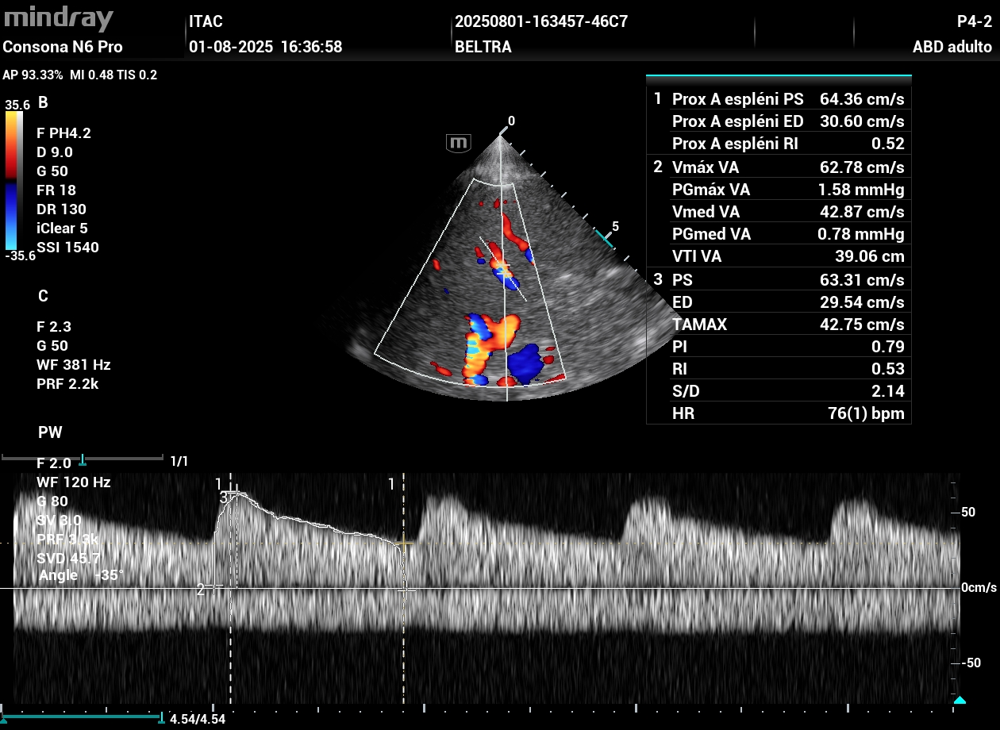 mindray
Consona N6 Pro
ITAC
01-08-2025 16:36:58
20250801-163457-46C7
BELTRA
P4-2
ABD adulto
AP 93.33% MI 0.48 TIS 0.2
35.6
-35.6
B
F PH4.2
D 9.0
G 50
FR 18
DR 130
iClear 5
SSI 1540
C
F 2.3
G 50
WF 381 Hz
PRF 2.2k
PW
F 2.0
WF 120 Hz
G 80
SV 3.0
PRF 3.3k
SVD 45.7
Angle -35°
m
0
5
1 Prox A espléni PS 64.36 cm/s
Prox A espléni ED 30.60 cm/s
Prox A espléni RI 0.52
2 Vmáx VA 62.78 cm/s
PGmáx VA 1.58 mmHg
Vmed VA 42.87 cm/s
PGmed VA 0.78 mmHg
VTI VA 39.06 cm
3 PS 63.31 cm/s
ED 29.54 cm/s
TAMAX 42.75 cm/s
PI 0.79
RI 0.53
S/D 2.14
HR 76(1) bpm
1/1
1
3
1
2
50
0cm/s
-50
4.54/4.54